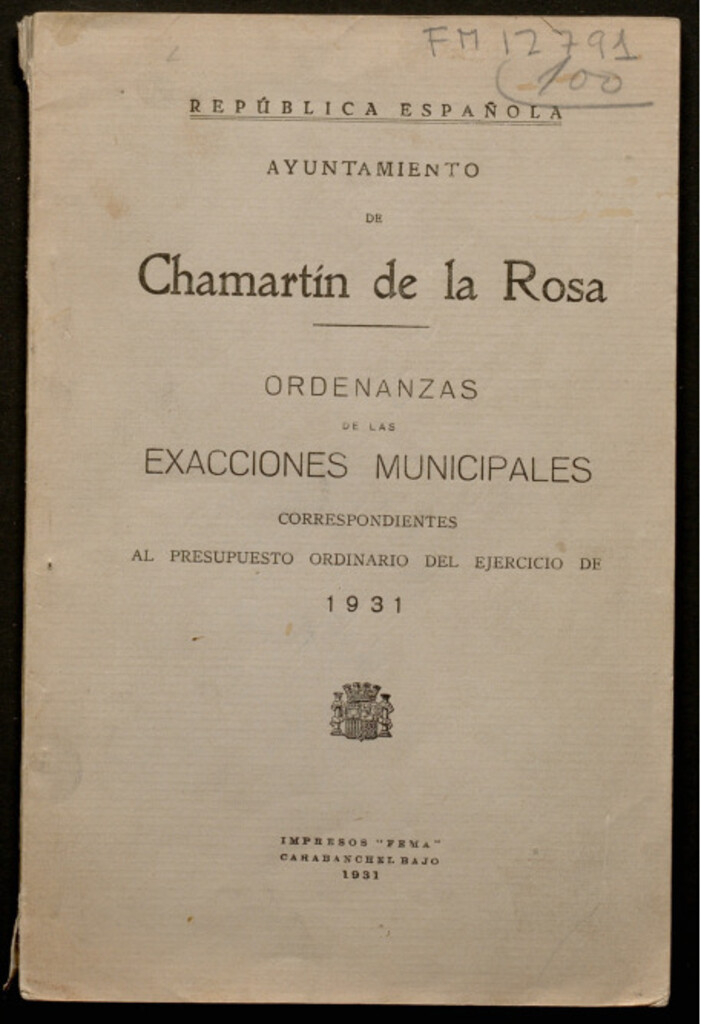 FM 12791
100
REPÚBLICA ESPAÑOLA
AYUNTAMIENTO
DE
Chamartín de la Rosa
ORDENANZAS
DE LAS
EXACCIONES MUNICIPALES
CORRESPONDIENTES
AL PRESUPUESTO ORDINARIO DEL EJERCICIO DE
1931
IMPRESOS "FEMA"
CARABANCHEL BAJO
1931